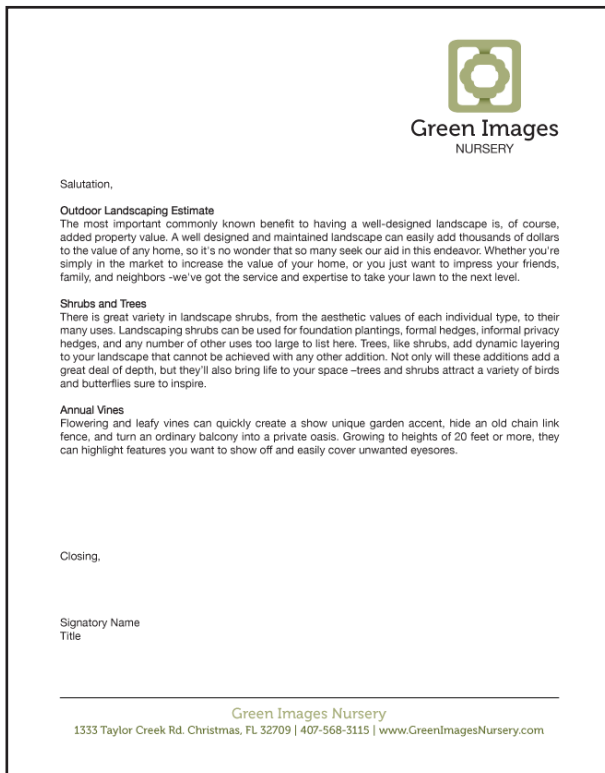 Green Images
NURSERY
Salutation,
Outdoor Landscaping Estimate
The most important commonly known benefit to having a well-designed landscape is, of course,
added property value. A well designed and maintained landscape can easily add thousands of dollars
to the value of any home, so it's no wonder that so many seek our aid in this endeavor. Whether you're
simply in the market to increase the value of your home, or you just want to impress your friends,
family, and neighbors -we've got the service and expertise to take your lawn to the next level.
Shrubs and Trees
There is great variety in landscape shrubs, from the aesthetic values of each individual type, to their
many uses. Landscaping shrubs can be used for foundation plantings, formal hedges, informal privacy
hedges, and any number of other uses too large to list here. Trees, like shrubs, add dynamic layering
to your landscape that cannot be achieved with any other addition. Not only will these additions add a
great deal of depth, but they'll also bring life to your space –trees and shrubs attract a variety of birds
and butterflies sure to inspire.
Annual Vines
Flowering and leafy vines can quickly create a show unique garden accent, hide an old chain link
fence, and turn an ordinary balcony into a private oasis. Growing to heights of 20 feet or more, they
can highlight features you want to show off and easily cover unwanted eyesores.
Closing,
Signatory Name
Title
Green Images Nursery
1333 Taylor Creek Rd. Christmas, FL 32709 | 407-568-3115 | www.GreenImagesNursery.com